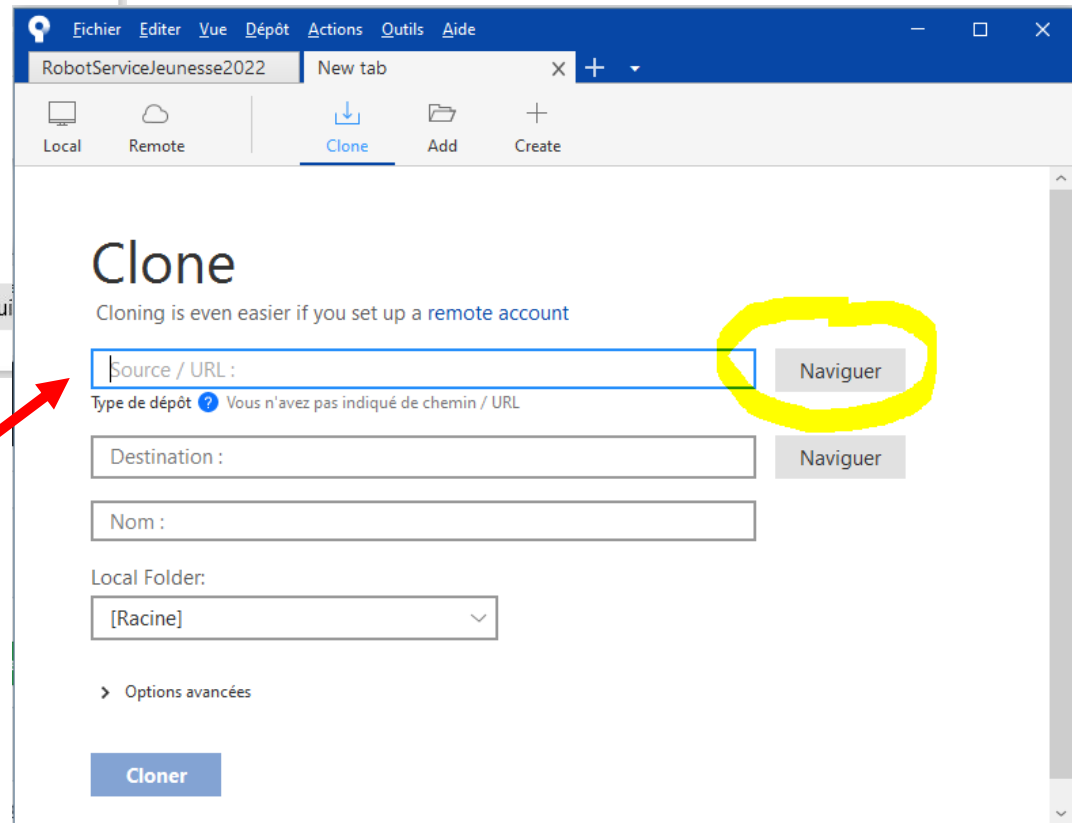 Fichier Editer Vue Dépôt Actions Outils Aide
RobotServiceJeunesse2022 New tab
Local Remote Clone Add Create
Clone
Cloning is even easier if you set up a remote account
Source / URL : Naviguer
Type de dépôt ? Vous n'avez pas indiqué de chemin / URL
Destination : Naviguer
Nom :
Local Folder:
[Racine]
Options avancées
Cloner